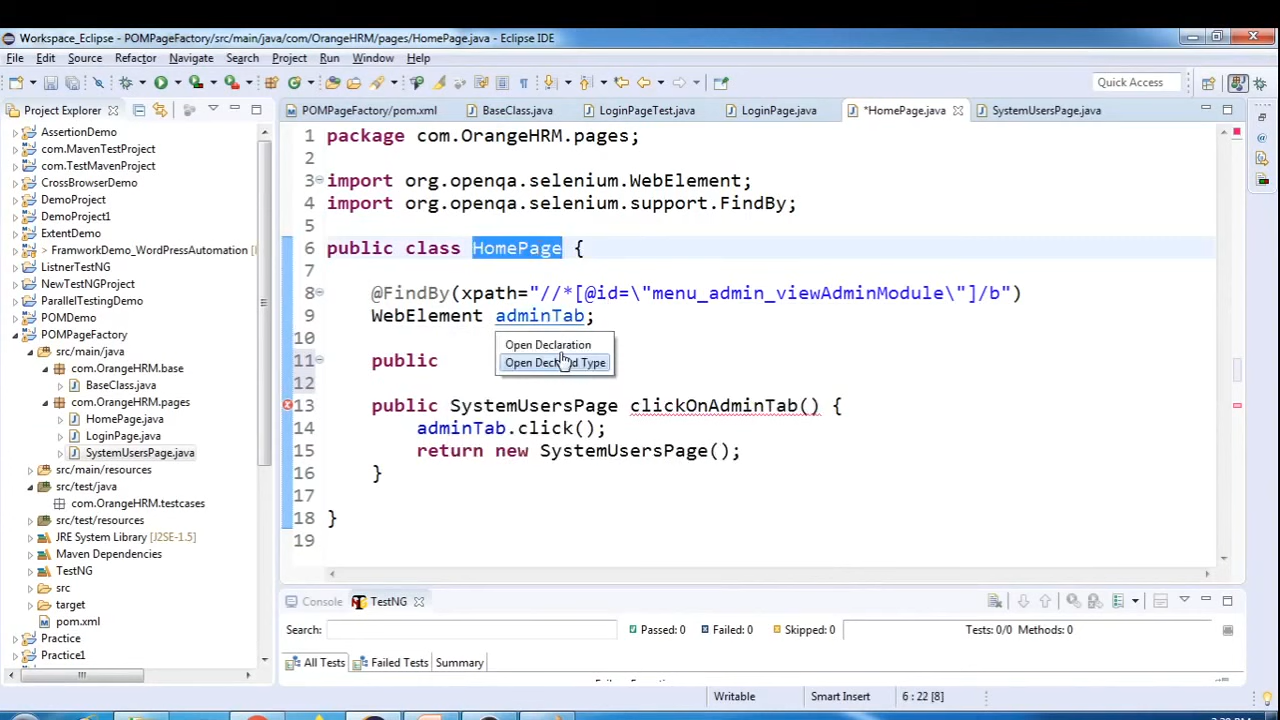 Workspace_Eclipse - POMPageFactory/src/main/java/com/OrangeHRM/pages/HomePage.java - Eclipse IDE
File Edit Source Refactor Navigate Search Project Run Window Help
Quick Access
Project Explorer
POMPageFactory/pom.xml BaseClass.java LoginPageTest.java LoginPage.java *HomePage.java SystemUsersPage.java
AssertionDemo
com.MavenTestProject
com.TestMavenProject
CrossBrowserDemo
DemoProject
DemoProject1
ExtentDemo
> FramworkDemo_WordPressAutomation
ListnerTestNG
NewTestNGProject
ParallelTestingDemo
POMDemo
POMPageFactory
src/main/java
com.OrangeHRM.base
BaseClass.java
com.OrangeHRM.pages
HomePage.java
LoginPage.java
SystemUsersPage.java
src/main/resources
src/test/java
com.OrangeHRM.testcases
src/test/resources
JRE System Library [J2SE-1.5]
Maven Dependencies
TestNG
src
target
pom.xml
Practice
Practice1
1 package com.OrangeHRM.pages;
2
3 import org.openqa.selenium.WebElement;
4 import org.openqa.selenium.support.FindBy;
5
6 public class HomePage {
7
8 @FindBy(xpath="//*[@id=\"menu_admin_viewAdminModule\"]/b")
9 WebElement adminTab;
10
Open Declaration
11 public
Open Type
12
13 public SystemUsersPage clickOnAdminTab() {
14 adminTab.click();
15 return new SystemUsersPage();
16 }
17
18 }
19
Console TestNG
Search: Passed: 0 Failed: 0 Skipped: 0 Tests: 0/0 Methods: 0
All Tests Failed Tests Summary
Writable Smart Insert 6 : 22 [8]